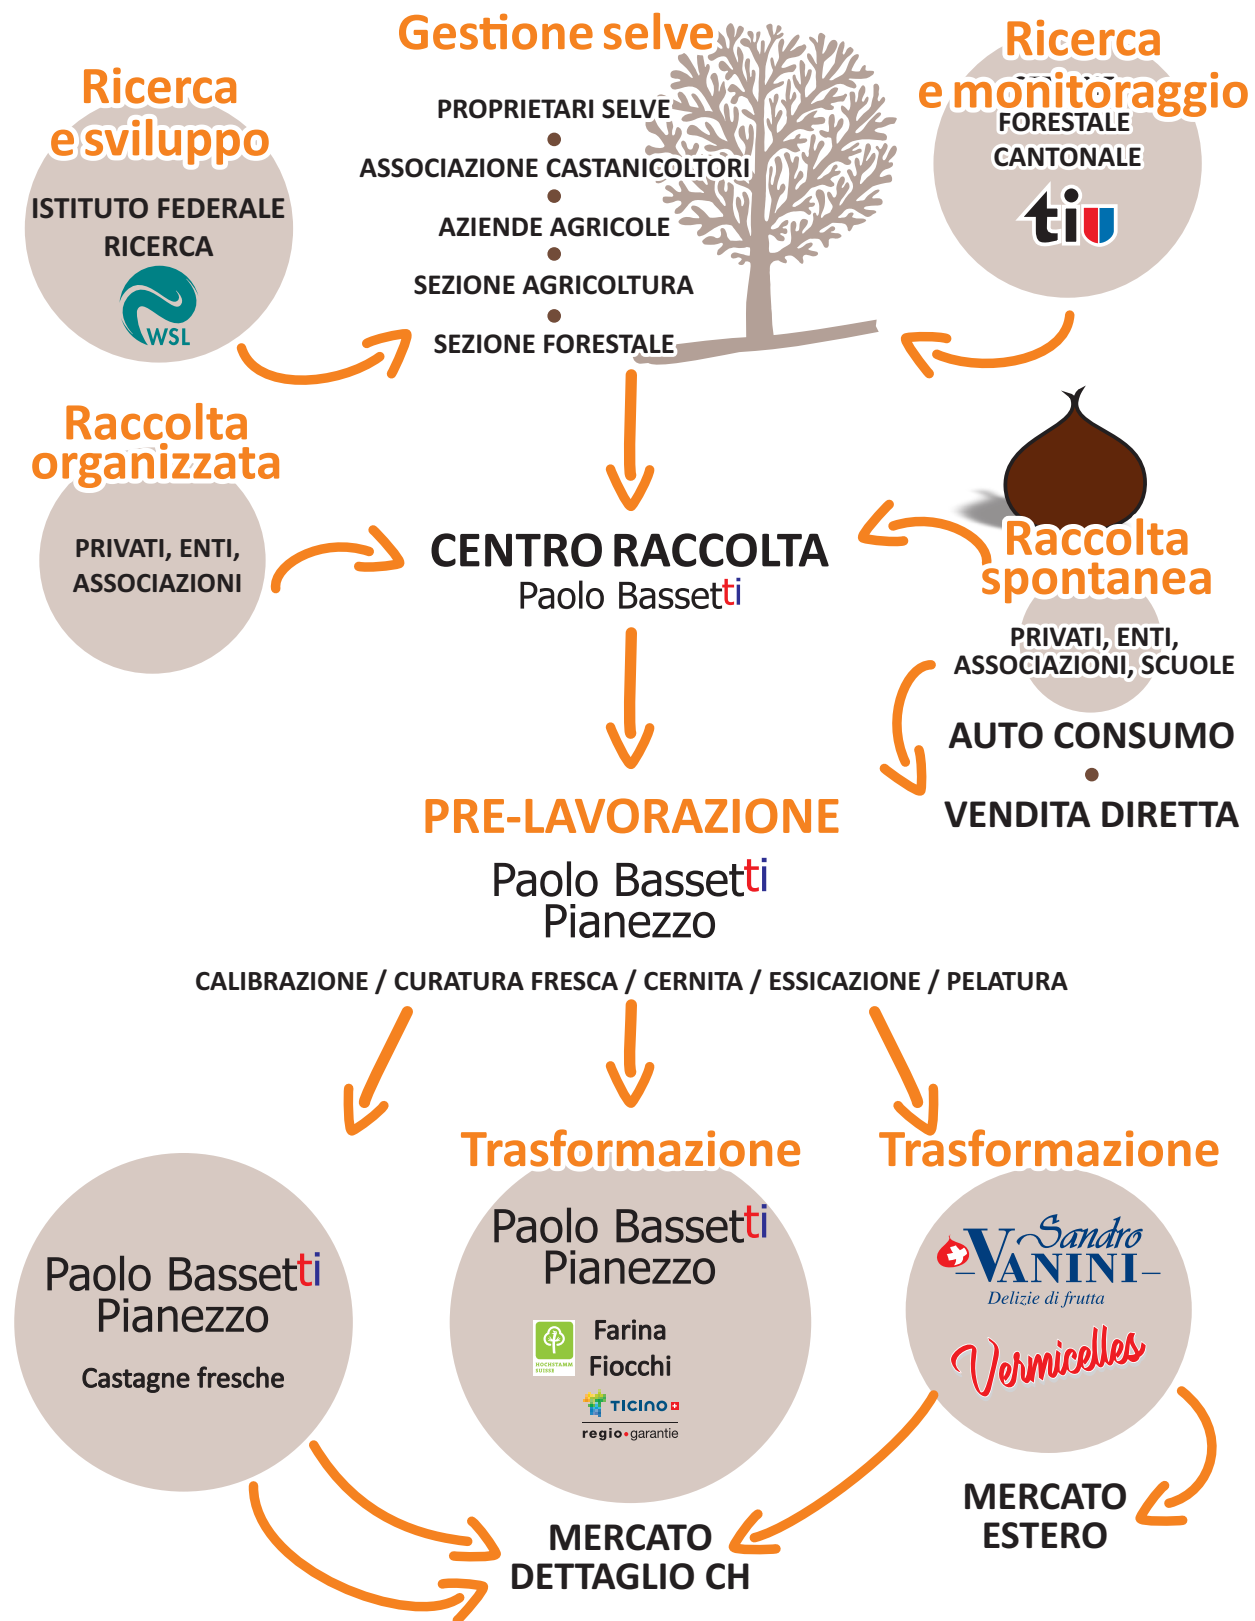 Gestione selve
PROPRIETARI SELVE
ASSOCIAZIONE CASTANICOLTORI
AZIENDE AGRICOLE
SEZIONE AGRICOLTURA
SEZIONE FORESTALE
Ricerca
e sviluppo
ISTITUTO FEDERALE
RICERCA
WSL
Ricerca
e monitoraggio
FORESTALE
CANTONALE
ti
Raccolta
organizzata
PRIVATI, ENTI,
ASSOCIAZIONI
CENTRO RACCOLTA
Paolo Bassetti
Raccolta
spontanea
PRIVATI, ENTI,
ASSOCIAZIONI, SCUOLE
AUTO CONSUMO
VENDITA DIRETTA
PRE-LAVORAZIONE
Paolo Bassetti
Pianezzo
CALIBRAZIONE / CURATURA FRESCA / CERNITA / ESSICAZIONE / PELATURA
Paolo Bassetti
Pianezzo
Castagne fresche
Trasformazione
Paolo Bassetti
Pianezzo
HOCHSTAMM
SUISSE
Farina
Fiocchi
TICINO
regio•garantie
Trasformazione
Sandro
VANINI
Delizie di frutta
Vermicelles
MERCATO
DETTAGLIO CH
MERCATO
ESTERO